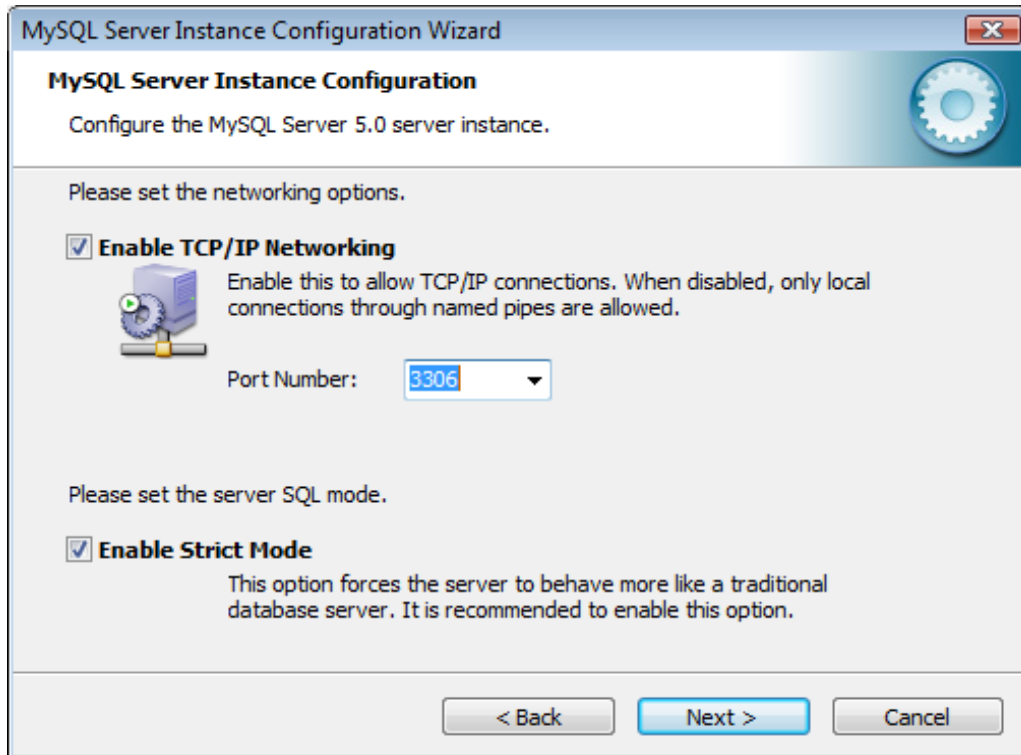 MySQL Server Instance Configuration Wizard
MySQL Server Instance Configuration
Configure the MySQL Server 5.0 server instance.
Please set the networking options.
Enable TCP/IP Networking
Enable this to allow TCP/IP connections. When disabled, only local
connections through named pipes are allowed.
Port Number: 3306
Please set the server SQL mode.
Enable Strict Mode
This option forces the server to behave more like a traditional
database server. It is recommended to enable this option.
< Back Next > Cancel